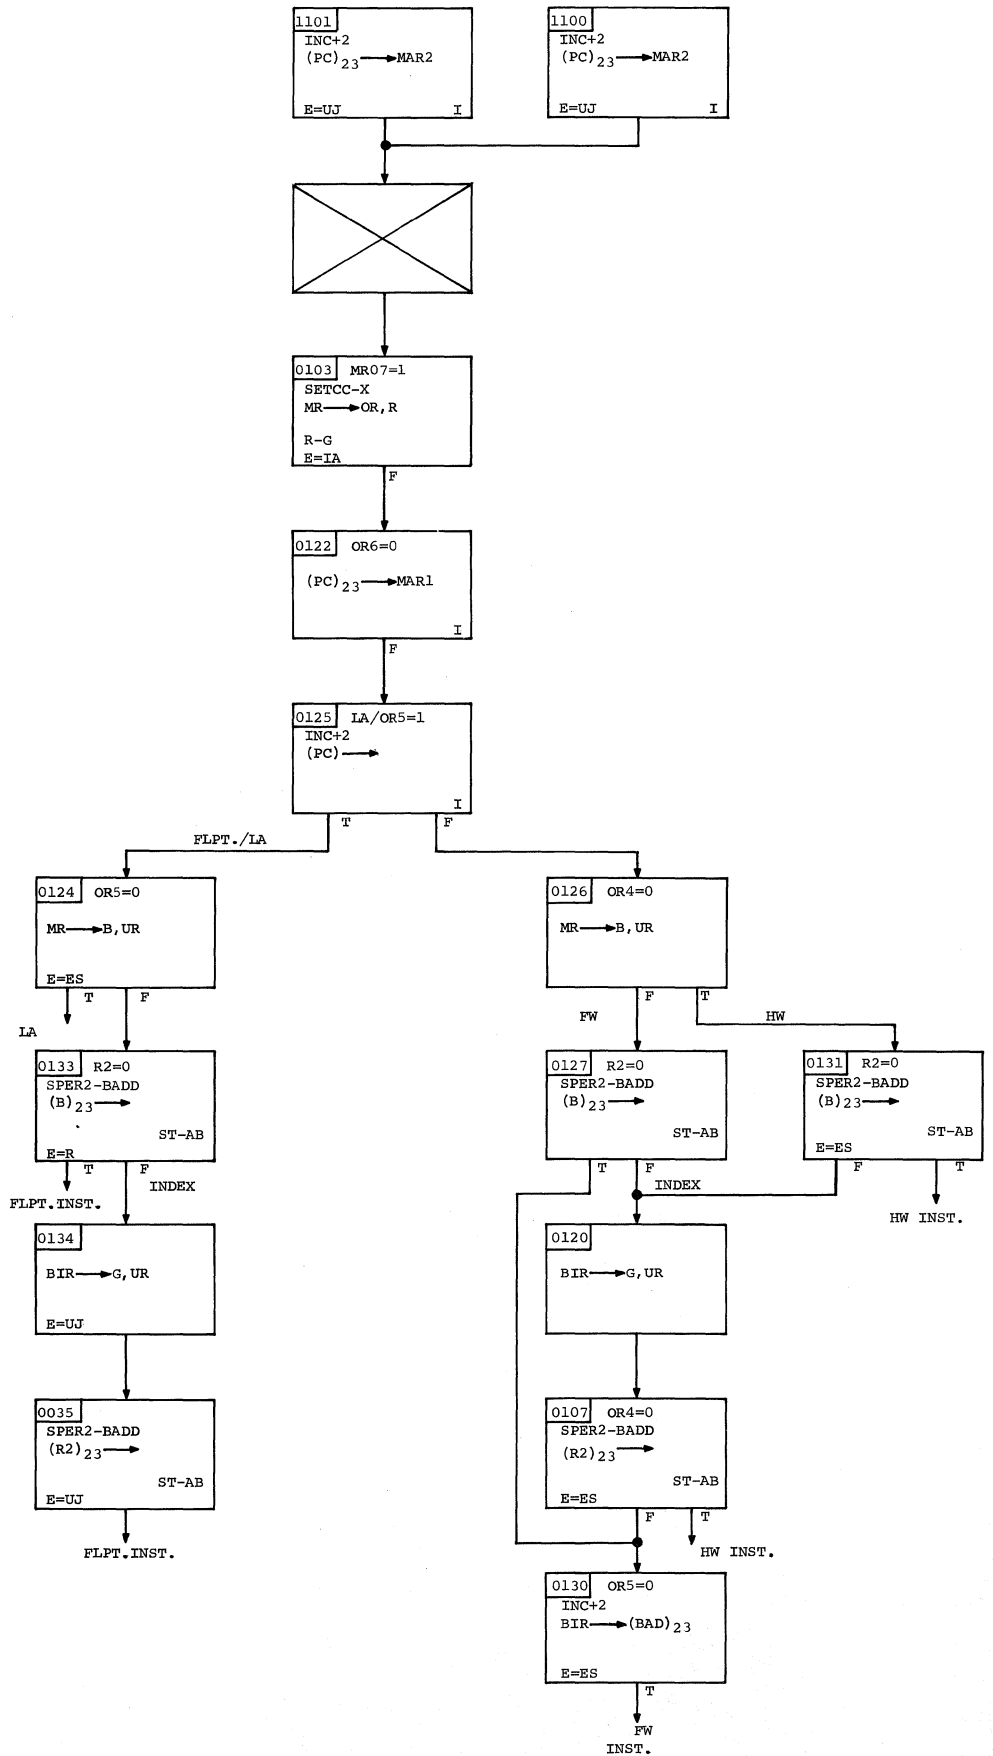 1101
INC+2
(PC)23 → MAR2
E=UJ I
1100
INC+2
(PC)23 → MAR2
E=UJ I
0103 MR07=1
SETCC-X
MR → OR,R
R-G
E=IA
F
0122 OR6=0
(PC)23 → MAR1
I
F
0125 LA/OR5=1
INC+2
(PC) →
I
T F
FLPT./LA
0124 OR5=0
MR → B,UR
E=ES
T F
LA
0126 OR4=0
MR → B,UR
F T
FW HW
0133 R2=0
SPER2-BADD
(B)23 →
ST-AB
E=R
T F
FLPT.INST. INDEX
0127 R2=0
SPER2-BADD
(B)23 →
ST-AB
T F
INDEX
0131 R2=0
SPER2-BADD
(B)23 →
ST-AB
E=ES
F T
HW INST.
0134
BIR → G,UR
E=UJ
0120
BIR → G,UR
0035
SPER2-BADD
(R2)23 →
ST-AB
E=UJ
FLPT.INST.
0107 OR4=0
SPER2-BADD
(R2)23 →
ST-AB
E=ES
F T
HW INST.
0130 OR5=0
INC+2
BIR → (BAD)23
E=ES
T
FW
INST.